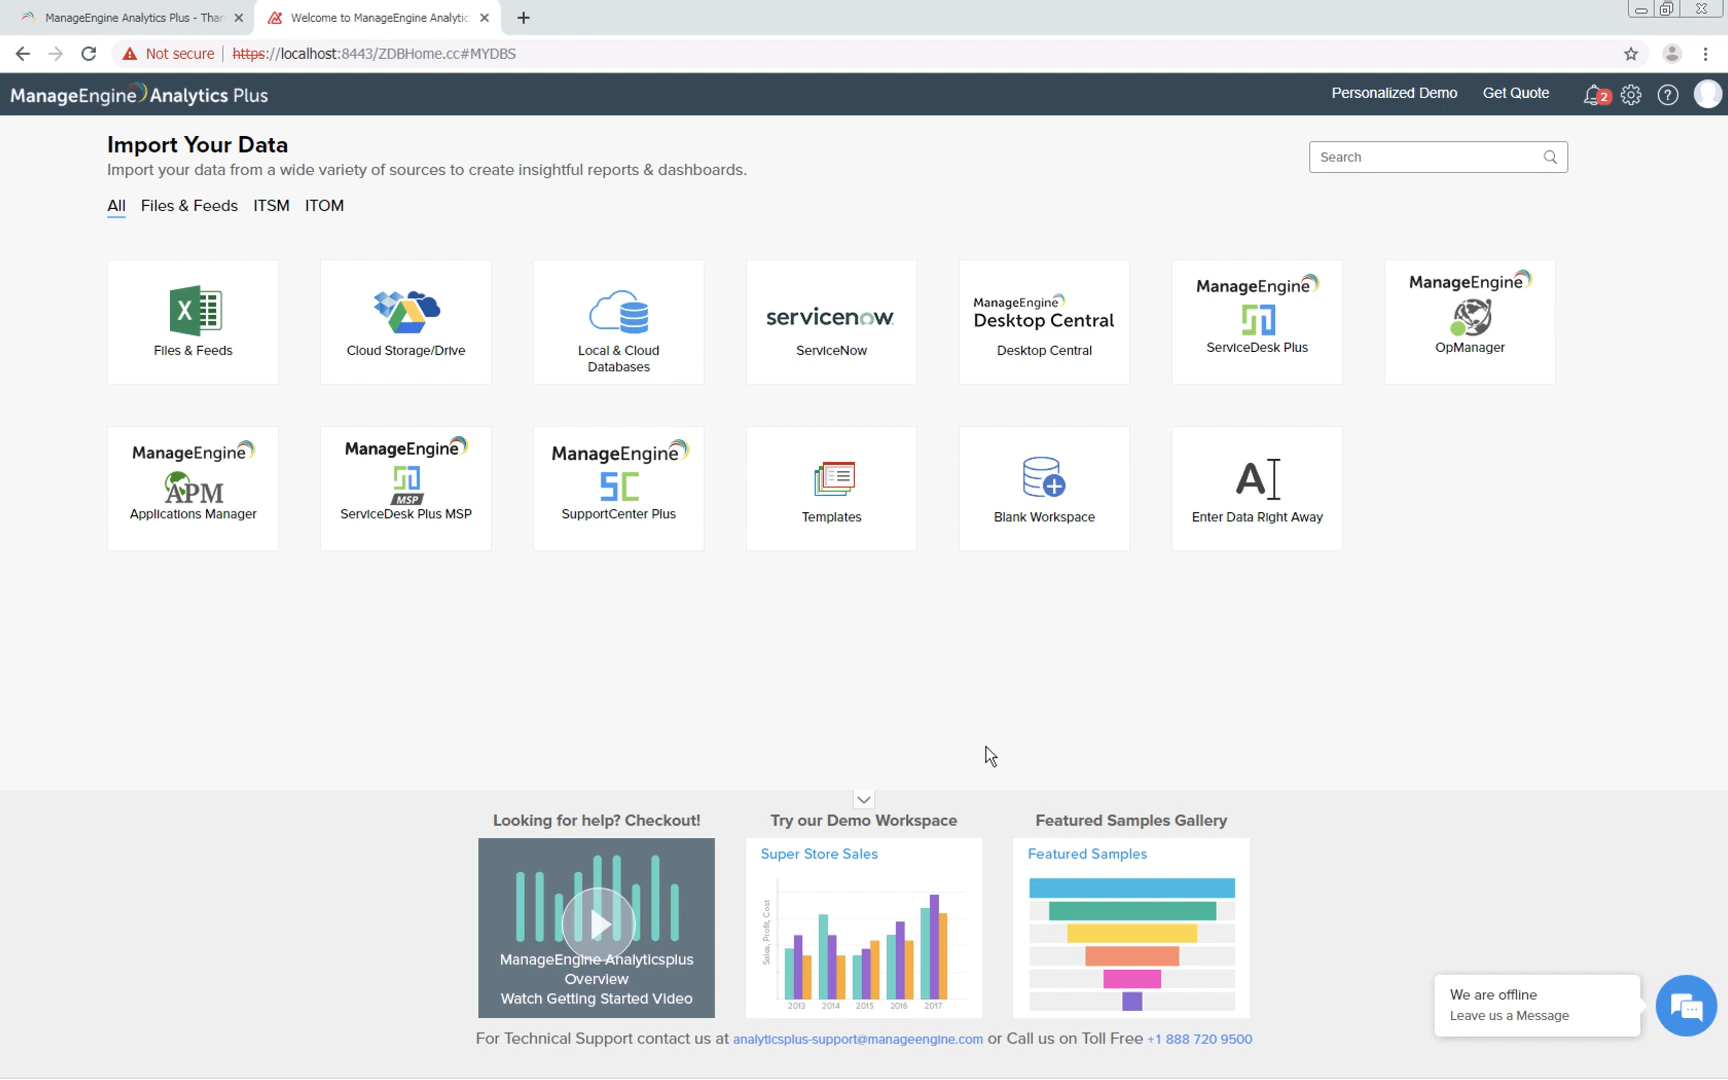 ManageEngine Analytics Plus - Than
Welcome to ManageEngine Analytic
Not secure | https://localhost:8443/ZDBHome.cc#MYDBS
ManageEngine Analytics Plus
Personalized Demo
Get Quote
2
Import Your Data
Import your data from a wide variety of sources to create insightful reports & dashboards.
Search
All Files & Feeds ITSM ITOM
X
Files & Feeds
Cloud Storage/Drive
Local & Cloud
Databases
servicenow
ServiceNow
ManageEngine
Desktop Central
Desktop Central
ManageEngine
ServiceDesk Plus
ManageEngine
OpManager
ManageEngine
APM
Applications Manager
ManageEngine
MSP
ServiceDesk Plus MSP
ManageEngine
SC
SupportCenter Plus
Templates
Blank Workspace
A
Enter Data Right Away
Looking for help? Checkout!
ManageEngine Analyticsplus
Overview
Watch Getting Started Video
Try our Demo Workspace
Super Store Sales
Sales, Profit, Cost
2013 2014 2015 2016 2017
Featured Samples Gallery
Featured Samples
We are offline
Leave us a Message
For Technical Support contact us at analyticsplus-support@manageengine.com or Call us on Toll Free +1 888 720 9500